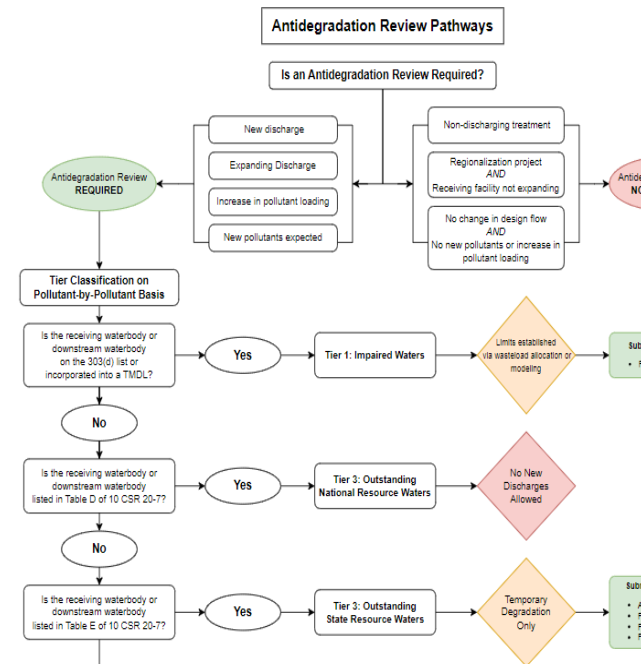 Antidegradation Review Pathways
Is an Antidegradation Review Required?
New discharge
Expanding Discharge
Increase in pollutant loading
New pollutants expected
Non-discharging treatment
Regionalization project
AND
Receiving facility not expanding
No change in design flow
AND
No new pollutants or increase in
pollutant loading
Antidegradation Review
REQUIRED
Tier Classification on
Pollutant-by-Pollutant Basis
Is the receiving waterbody or
downstream waterbody
on the 303(d) list or
incorporated into a TMDL?
Yes
Tier 1: Impaired Waters
Limits established
via wasteload allocation or
modeling
No
Is the receiving waterbody or
downstream waterbody
listed in Table D of 10 CSR 20-7?
Yes
Tier 3: Outstanding
National Resource Waters
No New
Discharges
Allowed
No
Is the receiving waterbody or
downstream waterbody
listed in Table E of 10 CSR 20-7?
Yes
Tier 3: Outstanding
State Resource Waters
Temporary
Degradation
Only